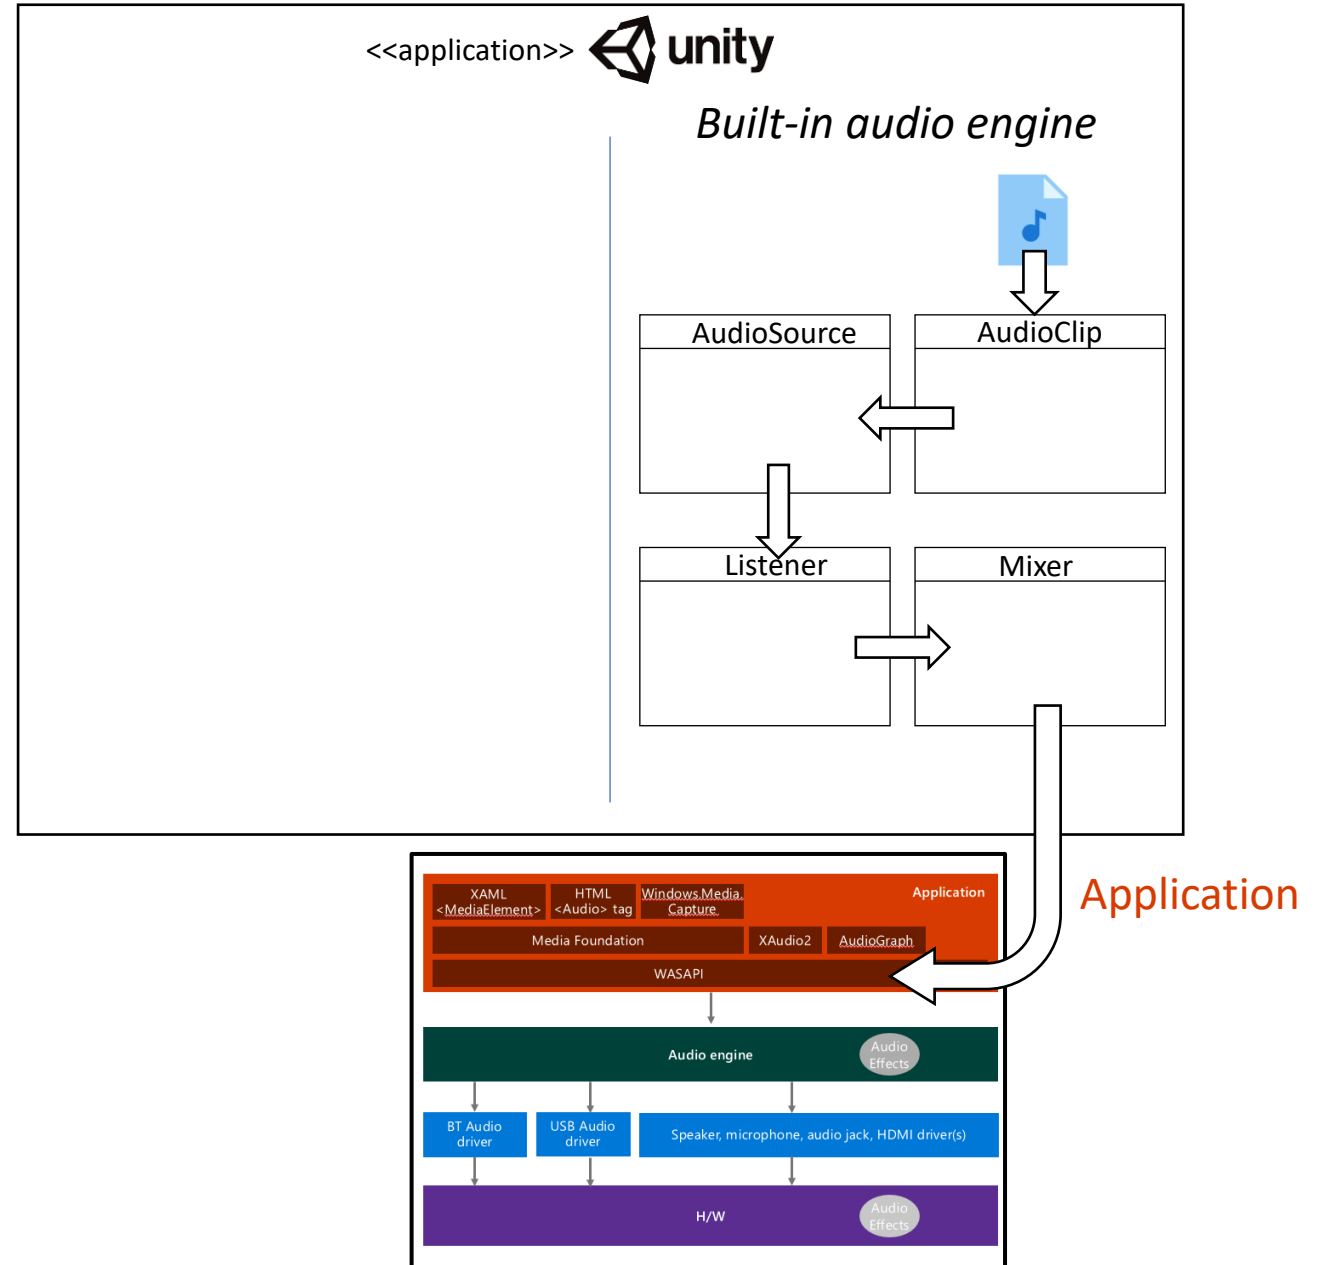 <<application>> unity
Built-in audio engine
AudioSource
AudioClip
Listener
Mixer
Application
XAML
<MediaElement>
HTML
<Audio> tag
Windows.Media.
Capture
Application
Media Foundation
XAudio2
AudioGraph
WASAPI
Audio engine
Audio
Effects
BT Audio
driver
USB Audio
driver
Speaker, microphone, audio jack, HDMI driver(s)
H/W
Audio
Effects